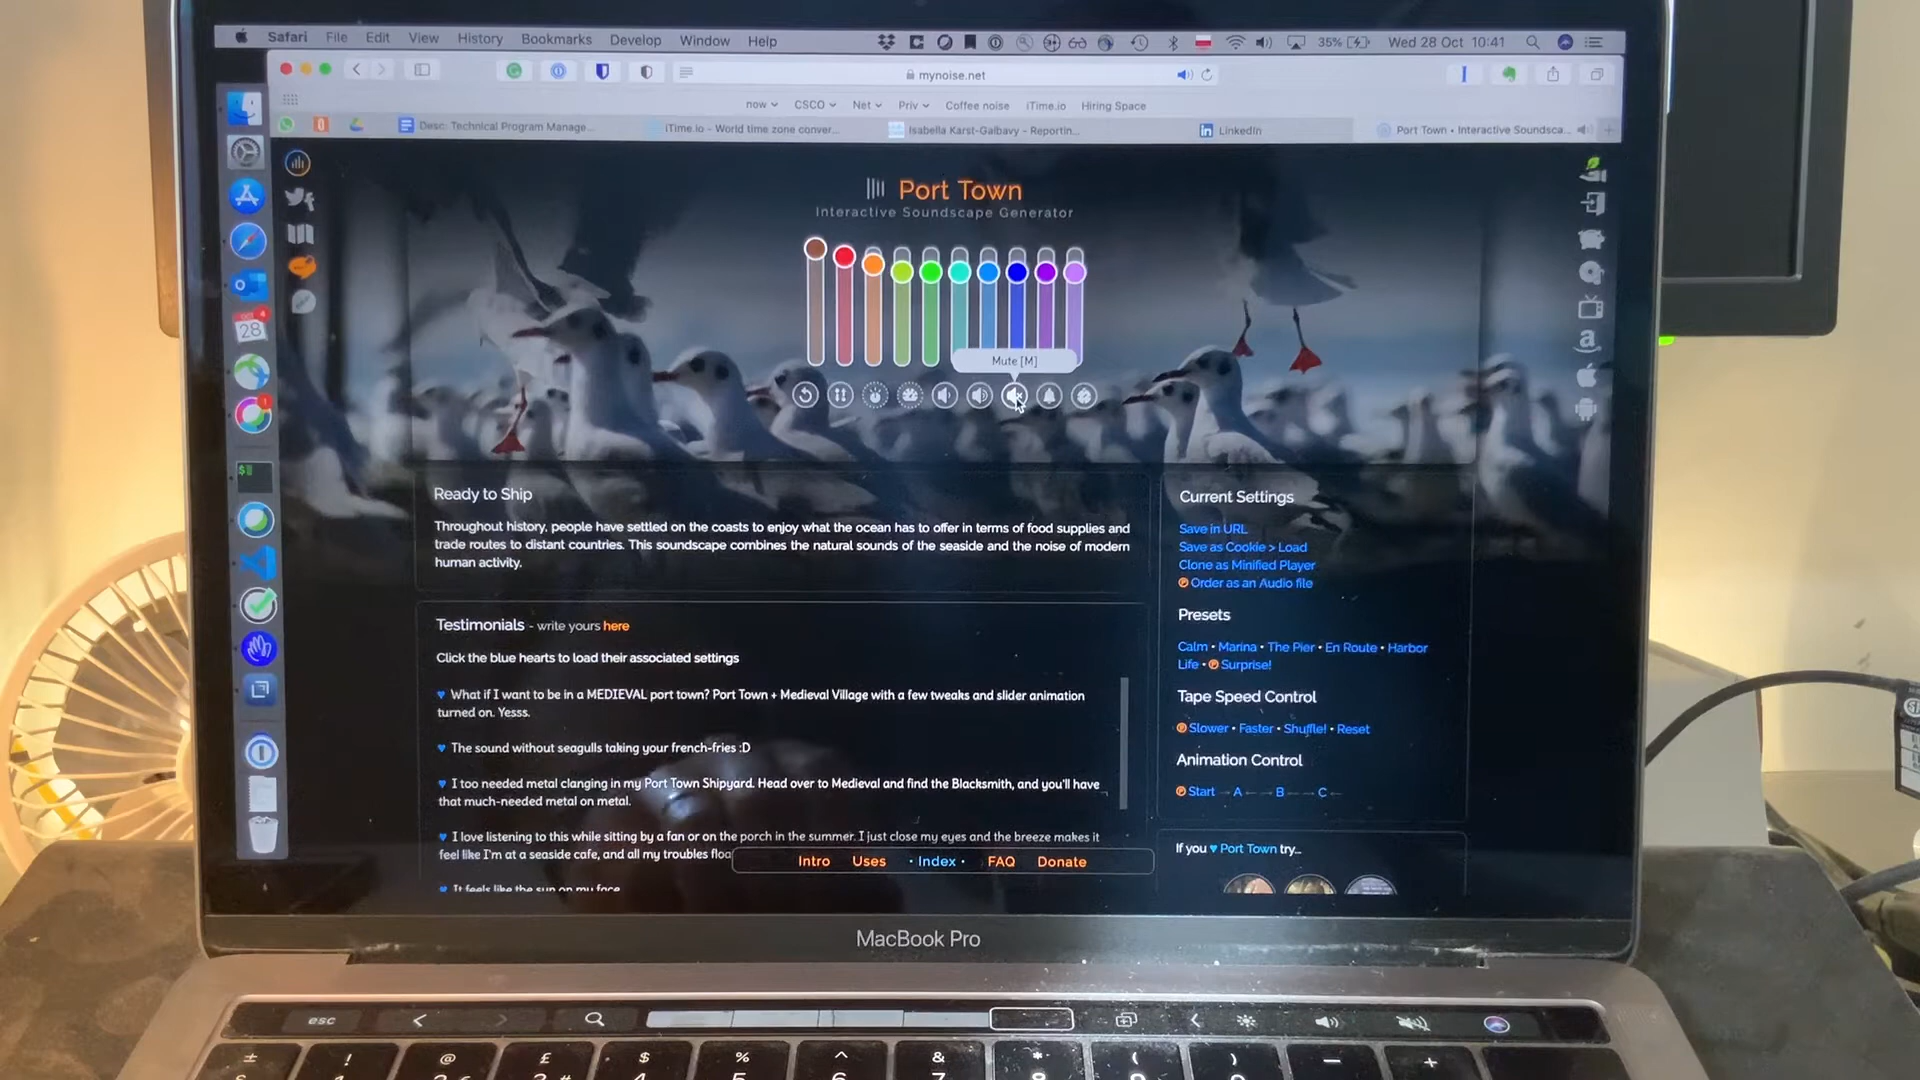 Safari File Edit View History Bookmarks Develop Window Help 35% Wed 28 Oct 10:41
mynoise.net
now CSCO Net Priv Coffee noise iTime.io Hiring Space
Desc: Technical Program Manage... iTime.io - World time zone conver... Isabella Karst-Galbavy - Reportin... LinkedIn Port Town • Interactive Soundsca...
Port Town
Interactive Soundscape Generator
Mute [M]
Ready to Ship
Throughout history, people have settled on the coasts to enjoy what the ocean has to offer in terms of food supplies and
trade routes to distant countries. This soundscape combines the natural sounds of the seaside and the noise of modern
human activity.
Testimonials - write yours here
Click the blue hearts to load their associated settings
What if I want to be in a MEDIEVAL port town? Port Town + Medieval Village with a few tweaks and slider animation
turned on. Yesss.
The sound without seagulls taking your french-fries :D
I too needed metal clanging in my Port Town Shipyard. Head over to Medieval and find the Blacksmith, and you'll have
that much-needed metal on metal.
I love listening to this while sitting by a fan or on the porch in the summer. I just close my eyes and the breeze makes it
feel like I'm at a seaside cafe, and all my troubles floa
It feels like the sun on my face
Intro Uses • Index • FAQ Donate
Current Settings
Save in URL
Save as Cookie > Load
Clone as Minified Player
Order as an Audio file
Presets
Calm • Marina • The Pier • En Route • Harbor
Life • Surprise!
Tape Speed Control
Slower • Faster • Shuffle! • Reset
Animation Control
Start A B C
If you ♥ Port Town try...
28
MacBook Pro
esc
± ! @ £ $ % ^ & * ( ) — +